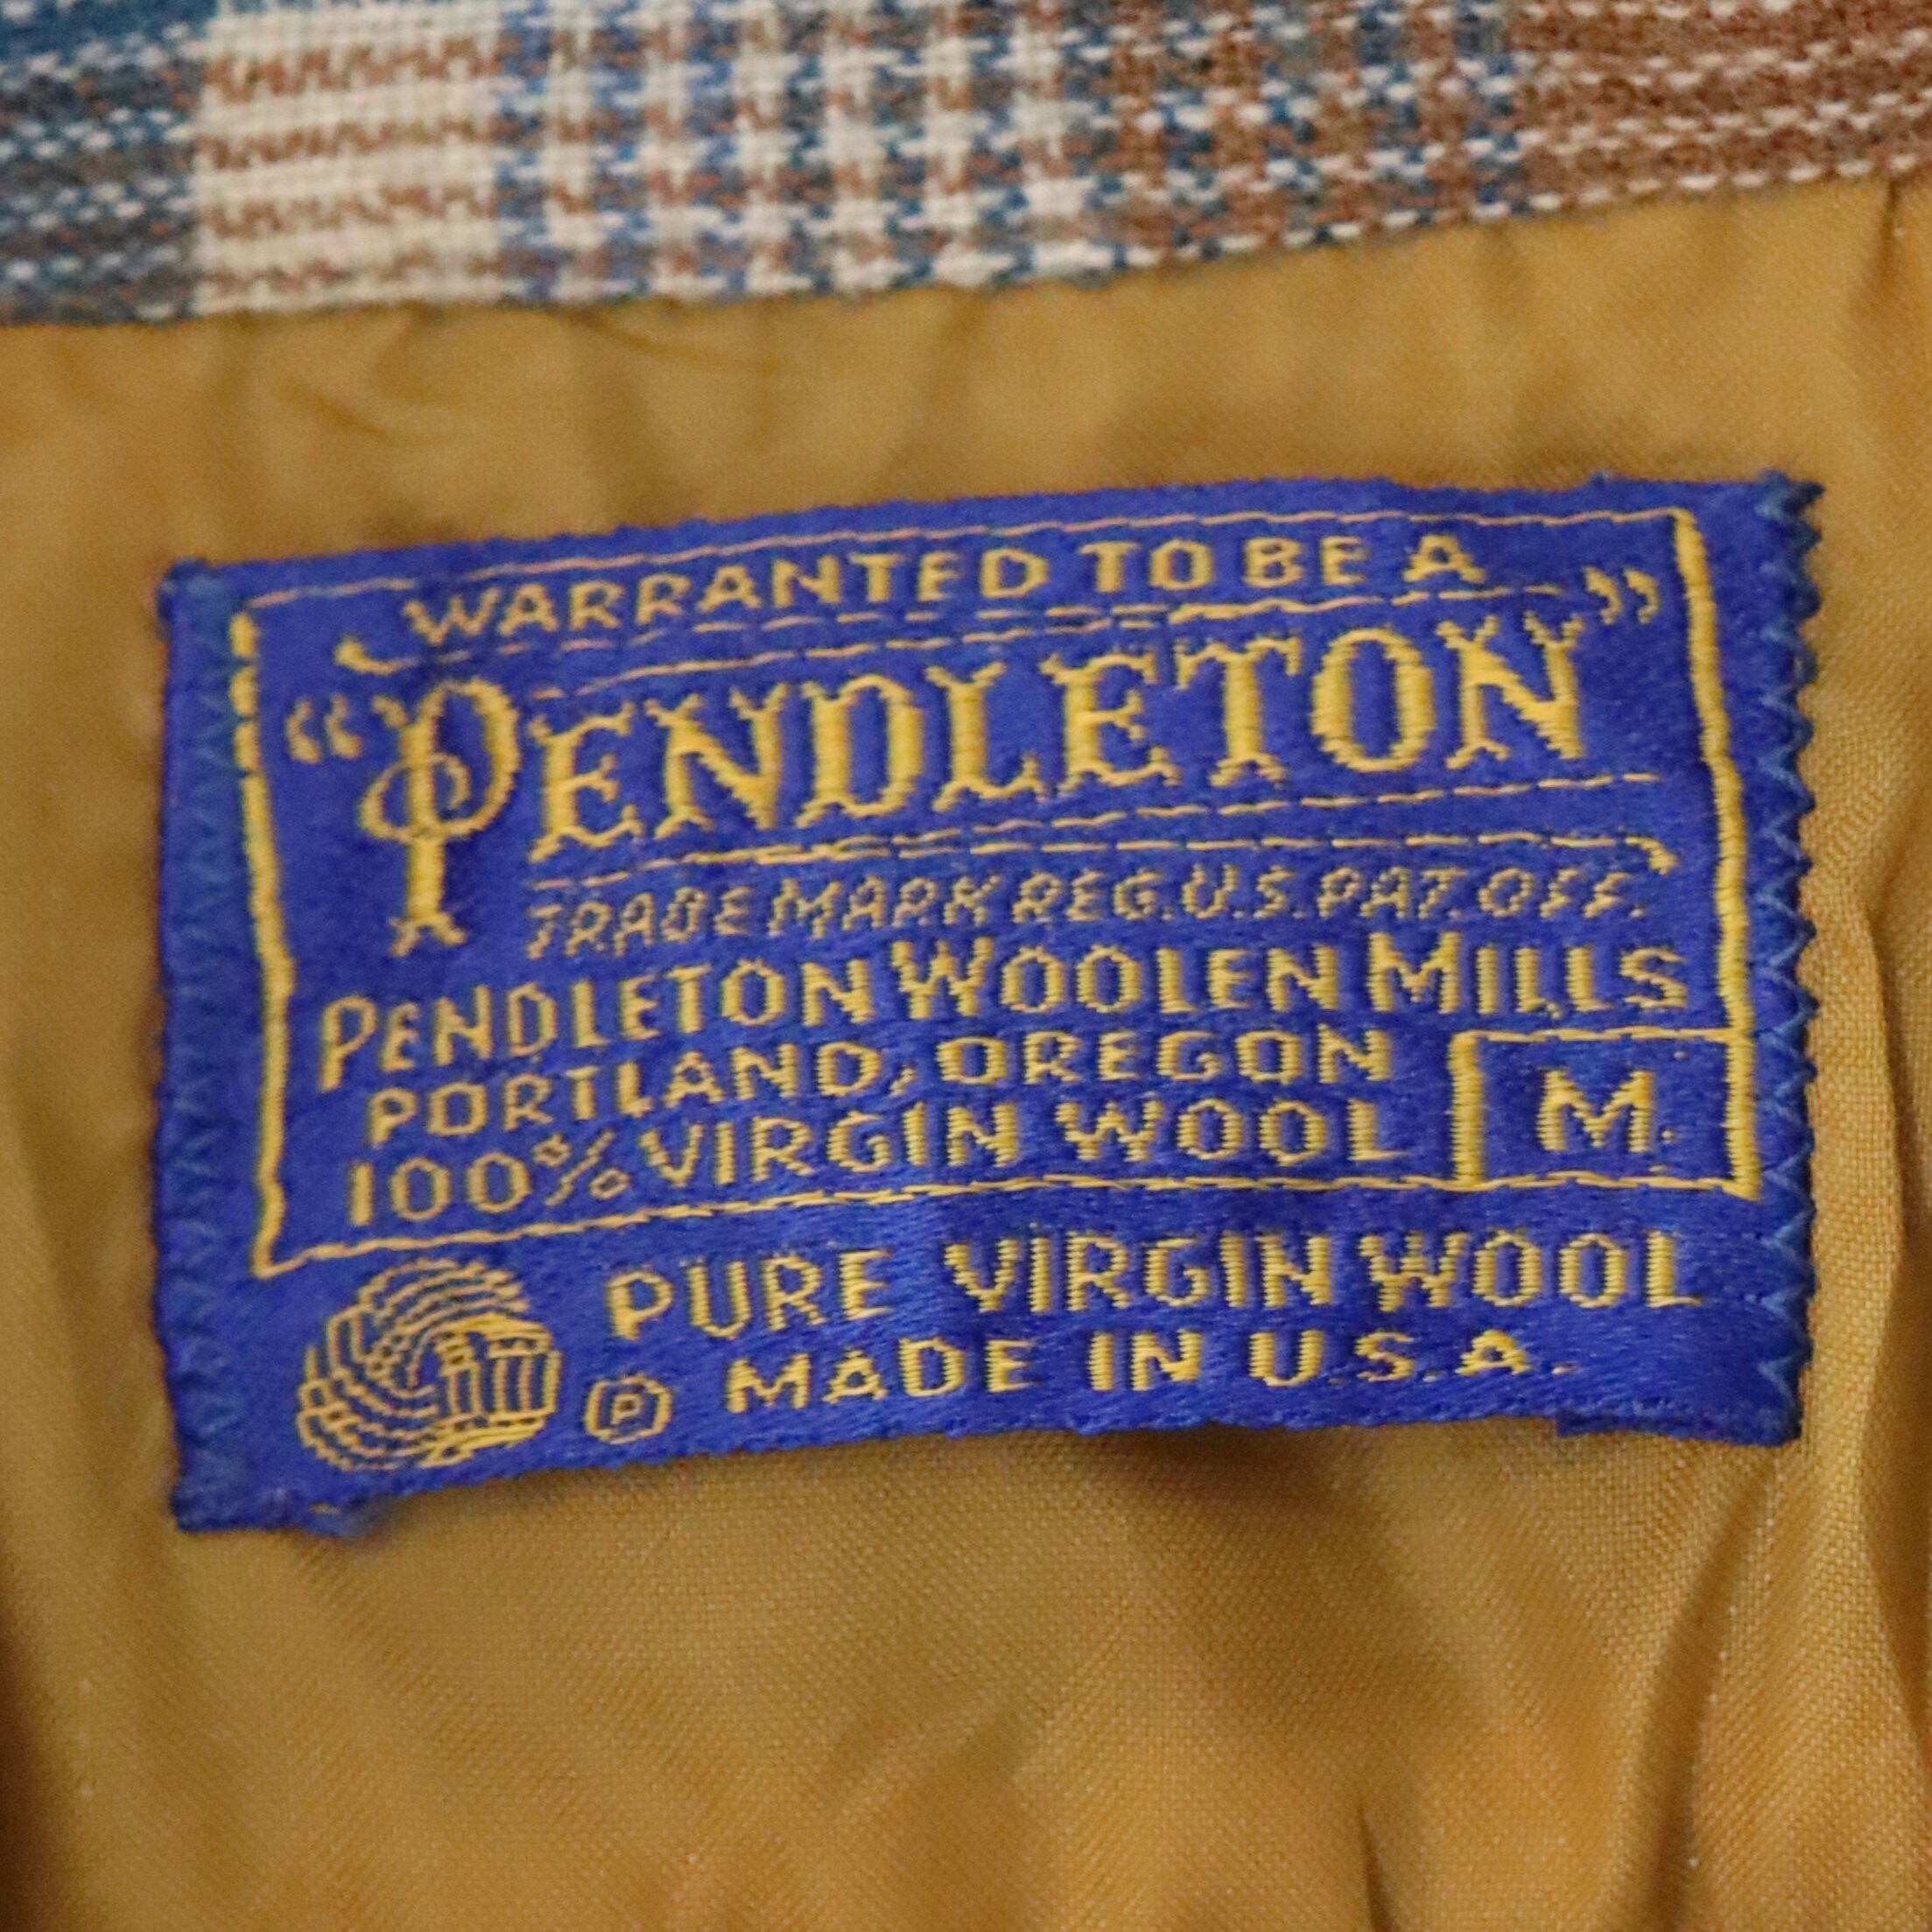 WARRANTED TO BE A
“PENDLETON”
TRADE MARK REG. U.S. PAT. OFF.
PENDLETON WOOLEN MILLS
PORTLAND, OREGON
100% VIRGIN WOOL
M.
PURE VIRGIN WOOL
Ⓟ MADE IN U.S.A.